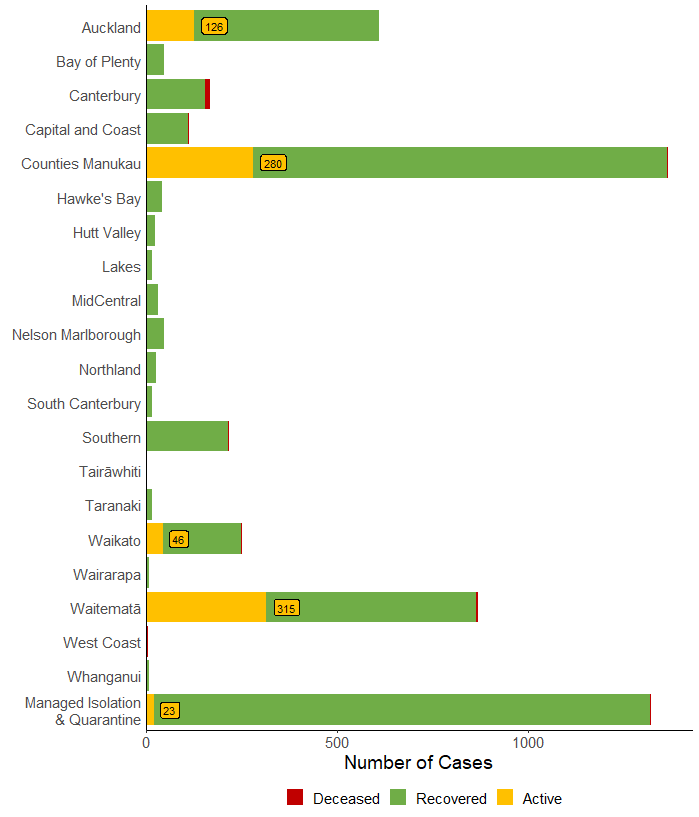 Auckland
126
Bay of Plenty
Canterbury
Capital and Coast
Counties Manukau
280
Hawke's Bay
Hutt Valley
Lakes
MidCentral
Nelson Marlborough
Northland
South Canterbury
Southern
Tairāwhiti
Taranaki
Waikato
46
Wairarapa
Waitematā
315
West Coast
Whanganui
Managed Isolation
& Quarantine
23
0 500 1000
Number of Cases
Deceased Recovered Active